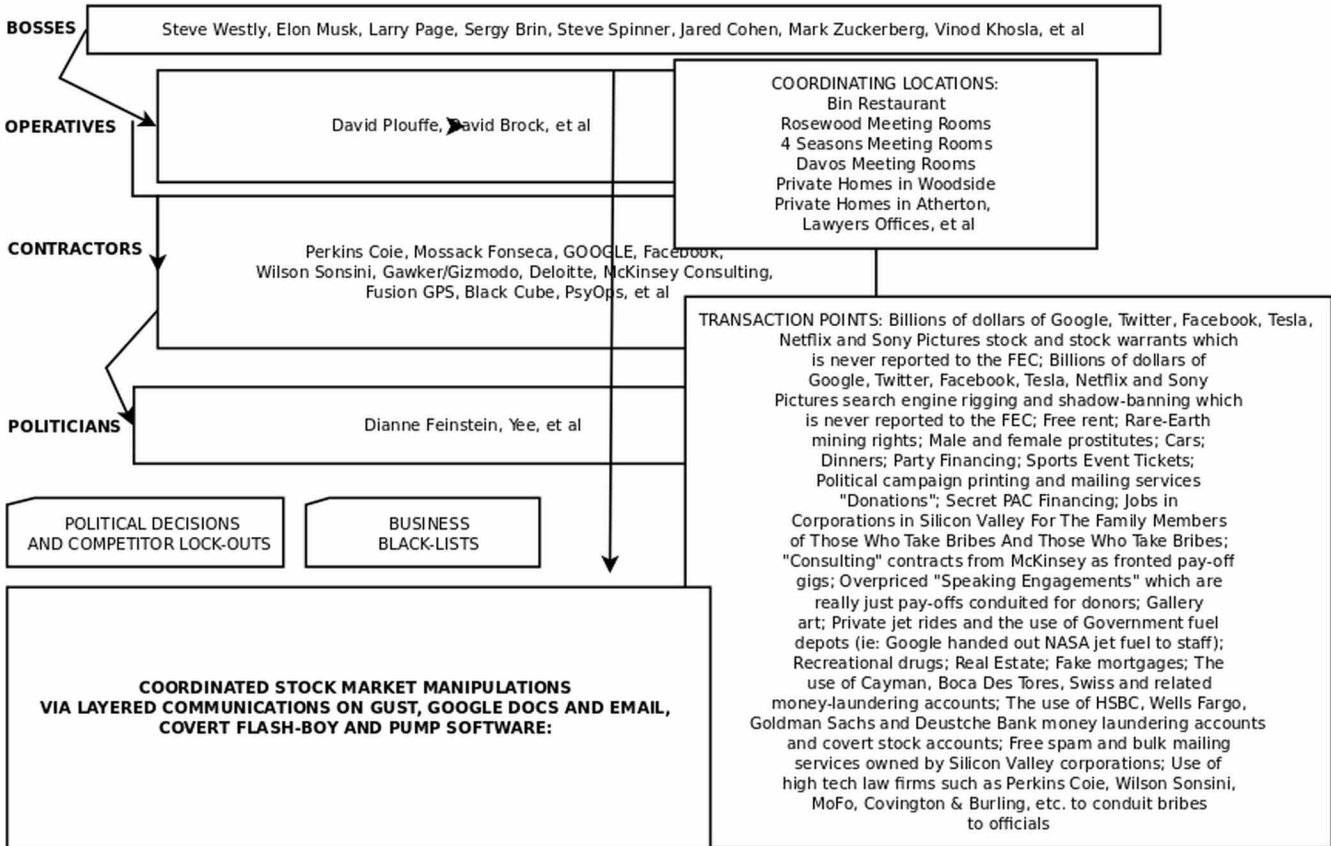 BOSSES
Steve Westly, Elon Musk, Larry Page, Sergy Brin, Steve Spinner, Jared Cohen, Mark Zuckerberg, Vinod Khosla, et al
OPERATIVES
David Plouffe, David Brock, et al
COORDINATING LOCATIONS:
Bin Restaurant
Rosewood Meeting Rooms
4 Seasons Meeting Rooms
Davos Meeting Rooms
Private Homes in Woodside
Private Homes in Atherton,
Lawyers Offices, et al
CONTRACTORS
Perkins Coie, Mossack Fonseca, GOOGLE, Facebook,
Wilson Sonsini, Gawker/Gizmodo, Deloitte, McKinsey Consulting,
Fusion GPS, Black Cube, PsyOps, et al
POLITICIANS
Dianne Feinstein, Yee, et al
TRANSACTION POINTS: Billions of dollars of Google, Twitter, Facebook, Tesla,
Netflix and Sony Pictures stock and stock warrants which
is never reported to the FEC; Billions of dollars of
Google, Twitter, Facebook, Tesla, Netflix and Sony
Pictures search engine rigging and shadow-banning which
is never reported to the FEC; Free rent; Rare-Earth
mining rights; Male and female prostitutes; Cars;
Dinners; Party Financing; Sports Event Tickets;
Political campaign printing and mailing services
"Donations"; Secret PAC Financing; Jobs in
Corporations in Silicon Valley For The Family Members
of Those Who Take Bribes And Those Who Take Bribes;
"Consulting" contracts from McKinsey as fronted pay-off
gigs; Overpriced "Speaking Engagements" which are
really just pay-offs conduited for donors; Gallery
art; Private jet rides and the use of Government fuel
depots (ie: Google handed out NASA jet fuel to staff);
Recreational drugs; Real Estate; Fake mortgages; The
use of Cayman, Boca Des Tores, Swiss and related
money-laundering accounts; The use of HSBC, Wells Fargo,
Goldman Sachs and Deustche Bank money laundering accounts
and covert stock accounts; Free spam and bulk mailing
services owned by Silicon Valley corporations; Use of
high tech law firms such as Perkins Coie, Wilson Sonsini,
MoFo, Covington & Burling, etc. to conduit bribes
to officials
POLITICAL DECISIONS
AND COMPETITOR LOCK-OUTS
BUSINESS
BLACK-LISTS
COORDINATED STOCK MARKET MANIPULATIONS
VIA LAYERED COMMUNICATIONS ON GUST, GOOGLE DOCS AND EMAIL,
COVERT FLASH-BOY AND PUMP SOFTWARE: